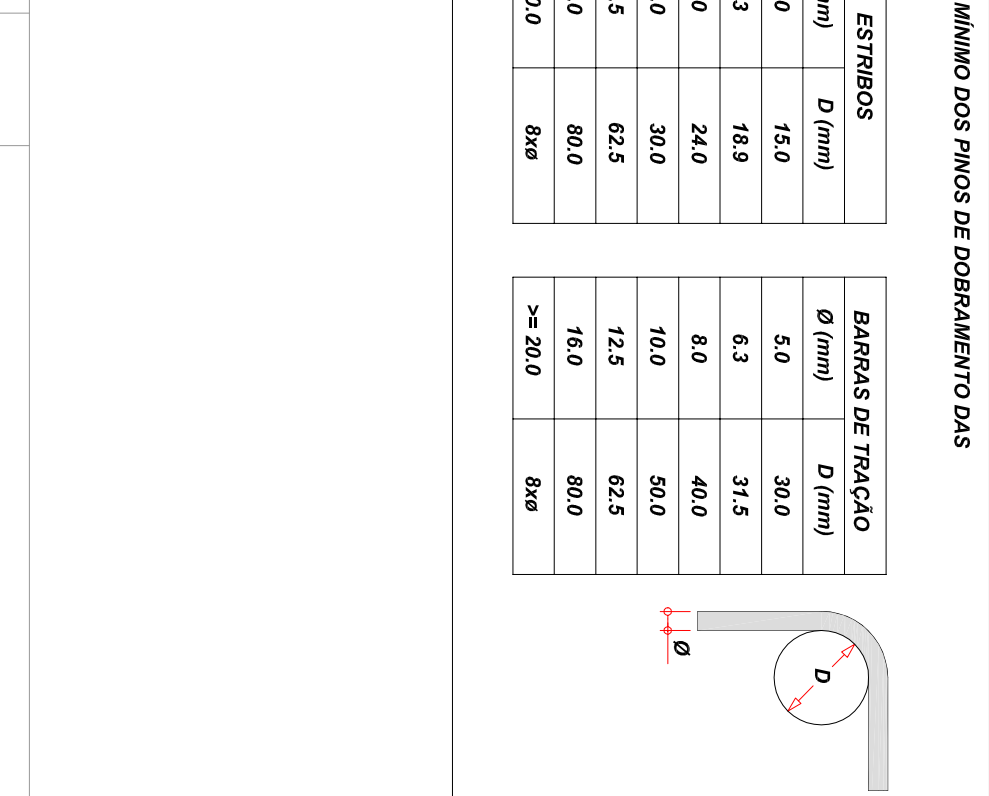 MÍNIMO DOS PINOS DE DOBRAMENTO DAS
ESTRIBOS
D (mm)
15.0
18.9
24.0
30.0
62.5
80.0
8xø
BARRAS DE TRAÇÃO
Ø (mm) D (mm)
5.0 30.0
6.3 31.5
8.0 40.0
10.0 50.0
12.5 62.5
16.0 80.0
>= 20.0 8xø
Ø
D